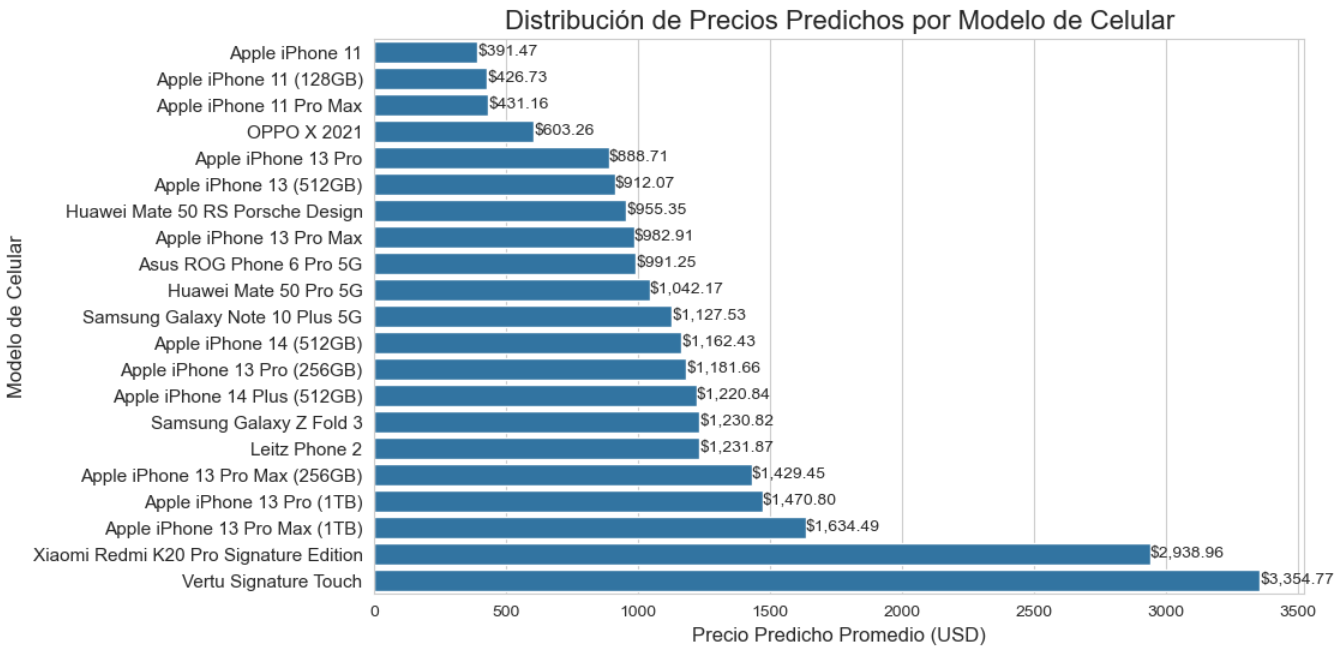 Distribución de Precios Predichos por Modelo de Celular
Modelo de Celular
Apple iPhone 11 $391.47
Apple iPhone 11 (128GB) $426.73
Apple iPhone 11 Pro Max $431.16
OPPO X 2021 $603.26
Apple iPhone 13 Pro $888.71
Apple iPhone 13 (512GB) $912.07
Huawei Mate 50 RS Porsche Design $955.35
Apple iPhone 13 Pro Max $982.91
Asus ROG Phone 6 Pro 5G $991.25
Huawei Mate 50 Pro 5G $1,042.17
Samsung Galaxy Note 10 Plus 5G $1,127.53
Apple iPhone 14 (512GB) $1,162.43
Apple iPhone 13 Pro (256GB) $1,181.66
Apple iPhone 14 Plus (512GB) $1,220.84
Samsung Galaxy Z Fold 3 $1,230.82
Leitz Phone 2 $1,231.87
Apple iPhone 13 Pro Max (256GB) $1,429.45
Apple iPhone 13 Pro (1TB) $1,470.80
Apple iPhone 13 Pro Max (1TB) $1,634.49
Xiaomi Redmi K20 Pro Signature Edition $2,938.96
Vertu Signature Touch $3,354.77
0 500 1000 1500 2000 2500 3000 3500
Precio Predicho Promedio (USD)